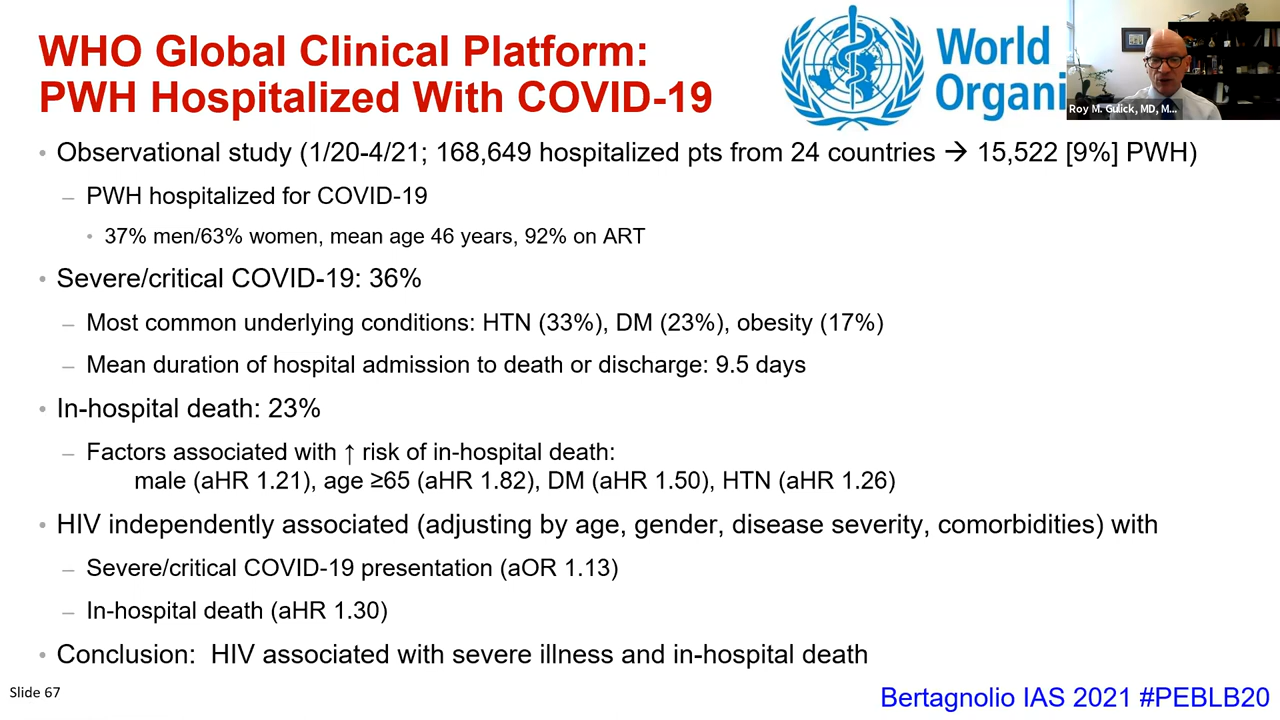 WHO Global Clinical Platform:
PWH Hospitalized With COVID-19
World
Organi
Roy M. Gulick, MD, M...
• Observational study (1/20-4/21; 168,649 hospitalized pts from 24 countries → 15,522 [9%] PWH)
– PWH hospitalized for COVID-19
• 37% men/63% women, mean age 46 years, 92% on ART
• Severe/critical COVID-19: 36%
– Most common underlying conditions: HTN (33%), DM (23%), obesity (17%)
– Mean duration of hospital admission to death or discharge: 9.5 days
• In-hospital death: 23%
– Factors associated with ↑ risk of in-hospital death:
male (aHR 1.21), age ≥65 (aHR 1.82), DM (aHR 1.50), HTN (aHR 1.26)
• HIV independently associated (adjusting by age, gender, disease severity, comorbidities) with
– Severe/critical COVID-19 presentation (aOR 1.13)
– In-hospital death (aHR 1.30)
• Conclusion:  HIV associated with severe illness and in-hospital death
Slide 67
Bertagnolio IAS 2021 #PEBLB20